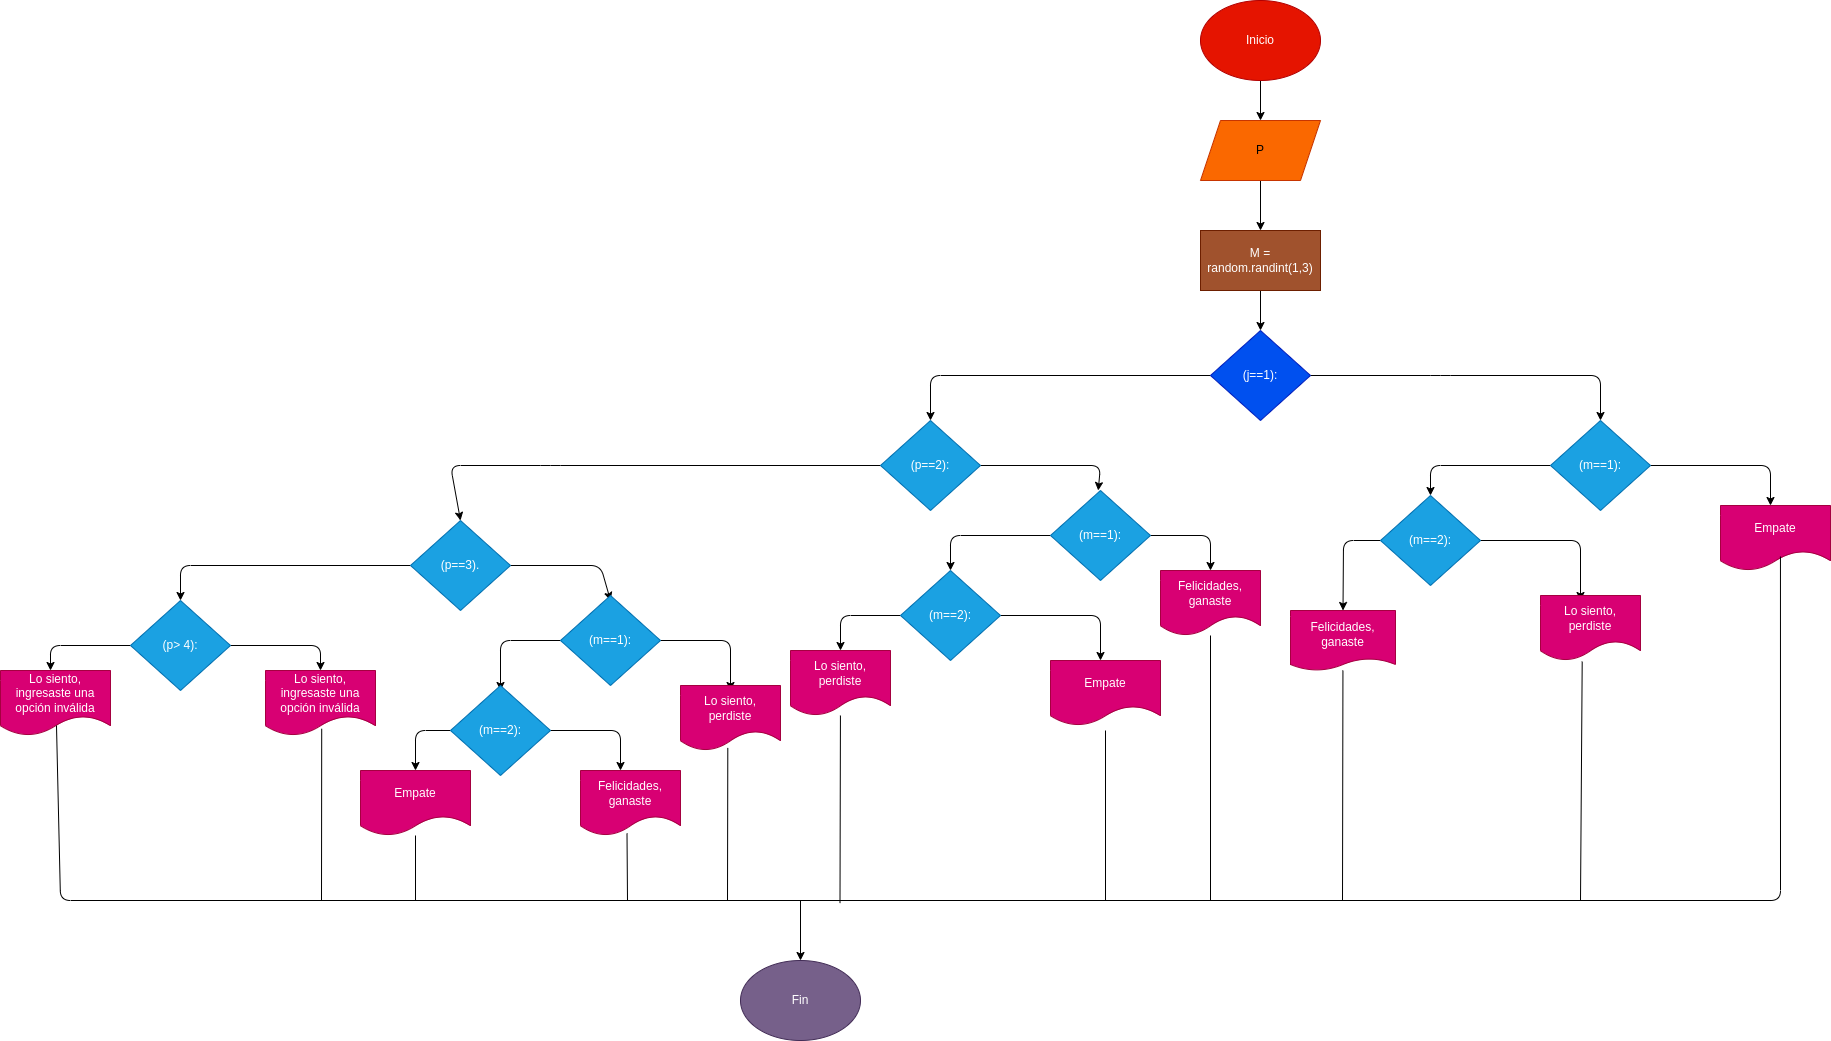 Inicio
P
M =
random.randint(1,3)
(j==1):
(p==2):
(m==1):
(p==3).
(m==1):
(m==2):
Empate
(p> 4):
(m==1):
(m==2):
Felicidades,
ganaste
Felicidades,
ganaste
Lo siento,
perdiste
Lo siento,
ingresaste una
opción inválida
Lo siento,
ingresaste una
opción inválida
(m==2):
Lo siento,
perdiste
Lo siento,
perdiste
Empate
Empate
Felicidades,
ganaste
Fin